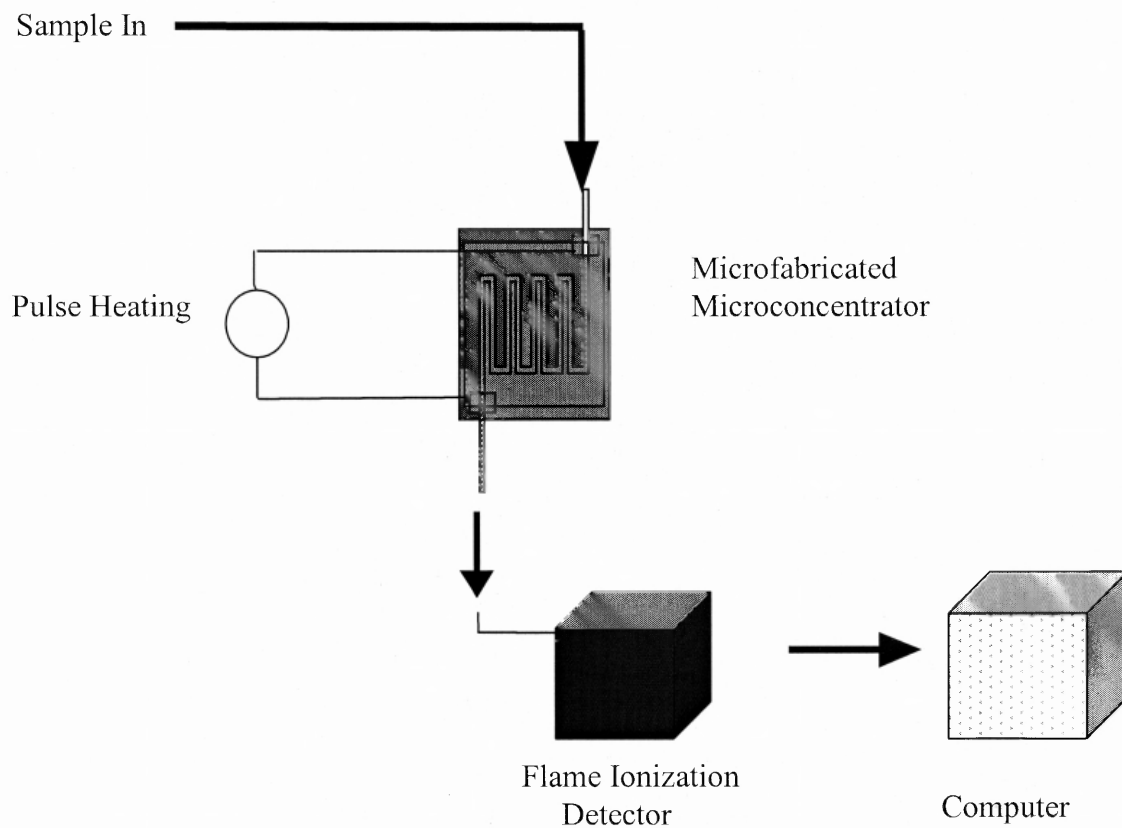 Sample In
Microfabricated
Microconcentrator
Pulse Heating
Flame Ionization
Detector
Computer